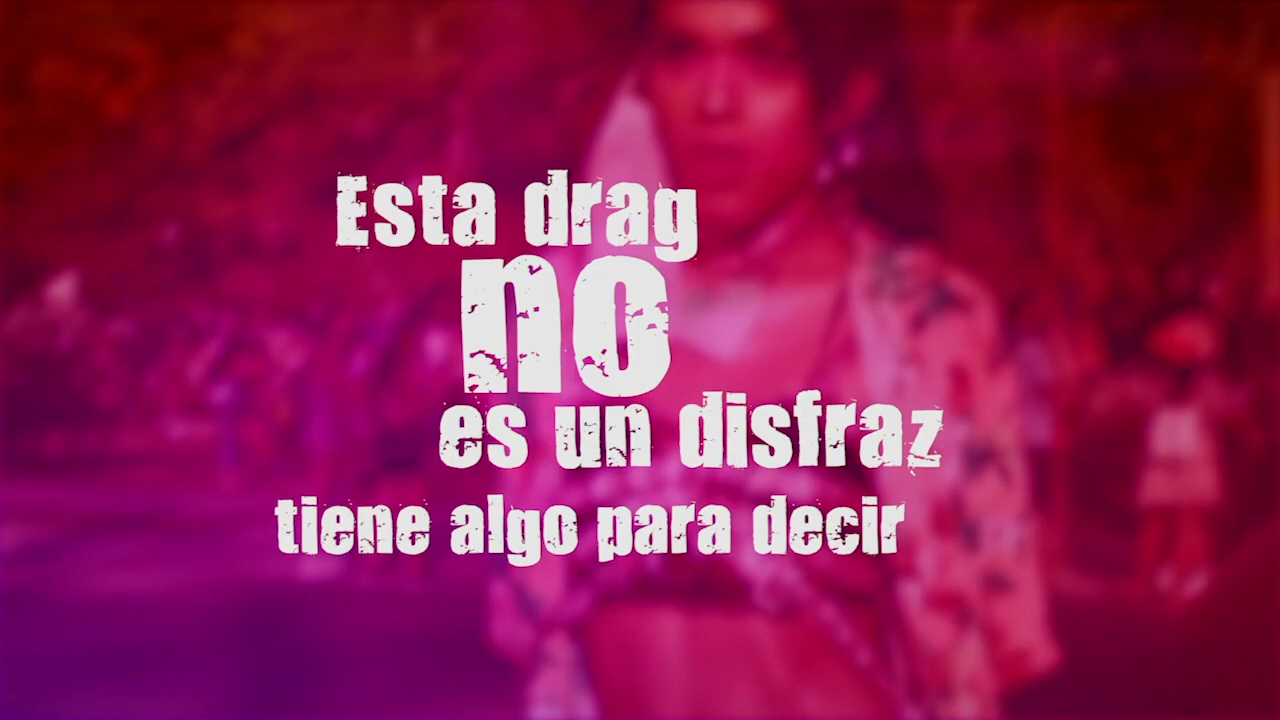 Esta drag
no
es un disfraz
tiene algo para decir